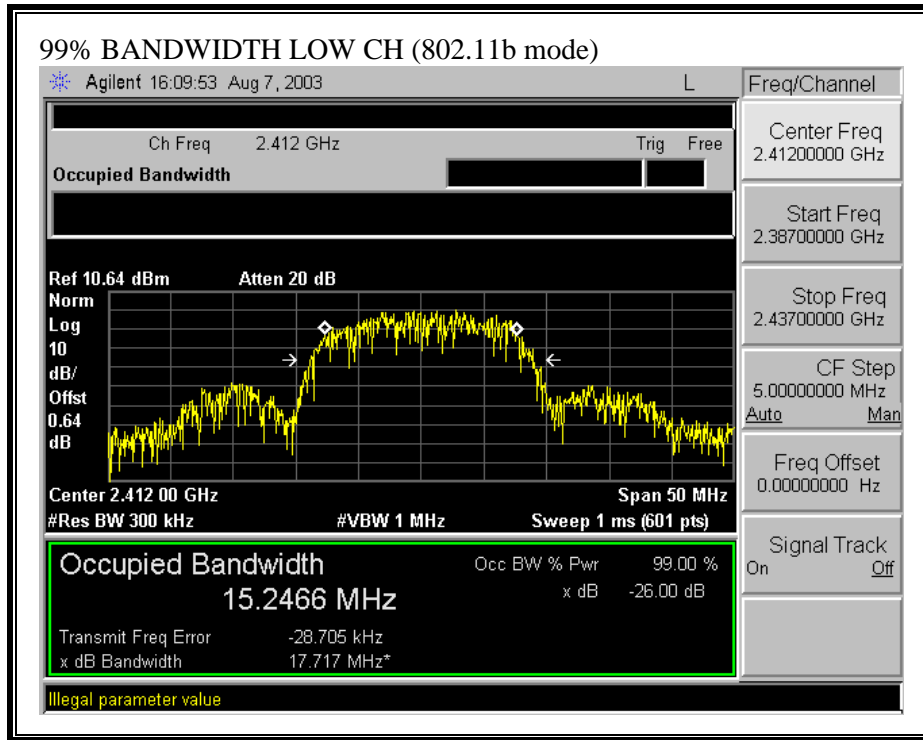 99% BANDWIDTH LOW CH (802.11b mode)
Agilent 16:09:53 Aug 7, 2003 L
Freq/Channel
Ch Freq 2.412 GHz Trig Free
Occupied Bandwidth
Center Freq
2.41200000 GHz
Start Freq
2.38700000 GHz
Stop Freq
2.43700000 GHz
CF Step
5.00000000 MHz
Auto Man
Freq Offset
0.00000000 Hz
Signal Track
On Off
Ref 10.64 dBm Atten 20 dB
Norm
Log
10
dB/
Offst
0.64
dB
Center 2.412 00 GHz Span 50 MHz
#Res BW 300 kHz #VBW 1 MHz Sweep 1 ms (601 pts)
Occupied Bandwidth Occ BW % Pwr 99.00 %
15.2466 MHz x dB -26.00 dB
Transmit Freq Error -28.705 kHz
x dB Bandwidth 17.717 MHz*
Illegal parameter value